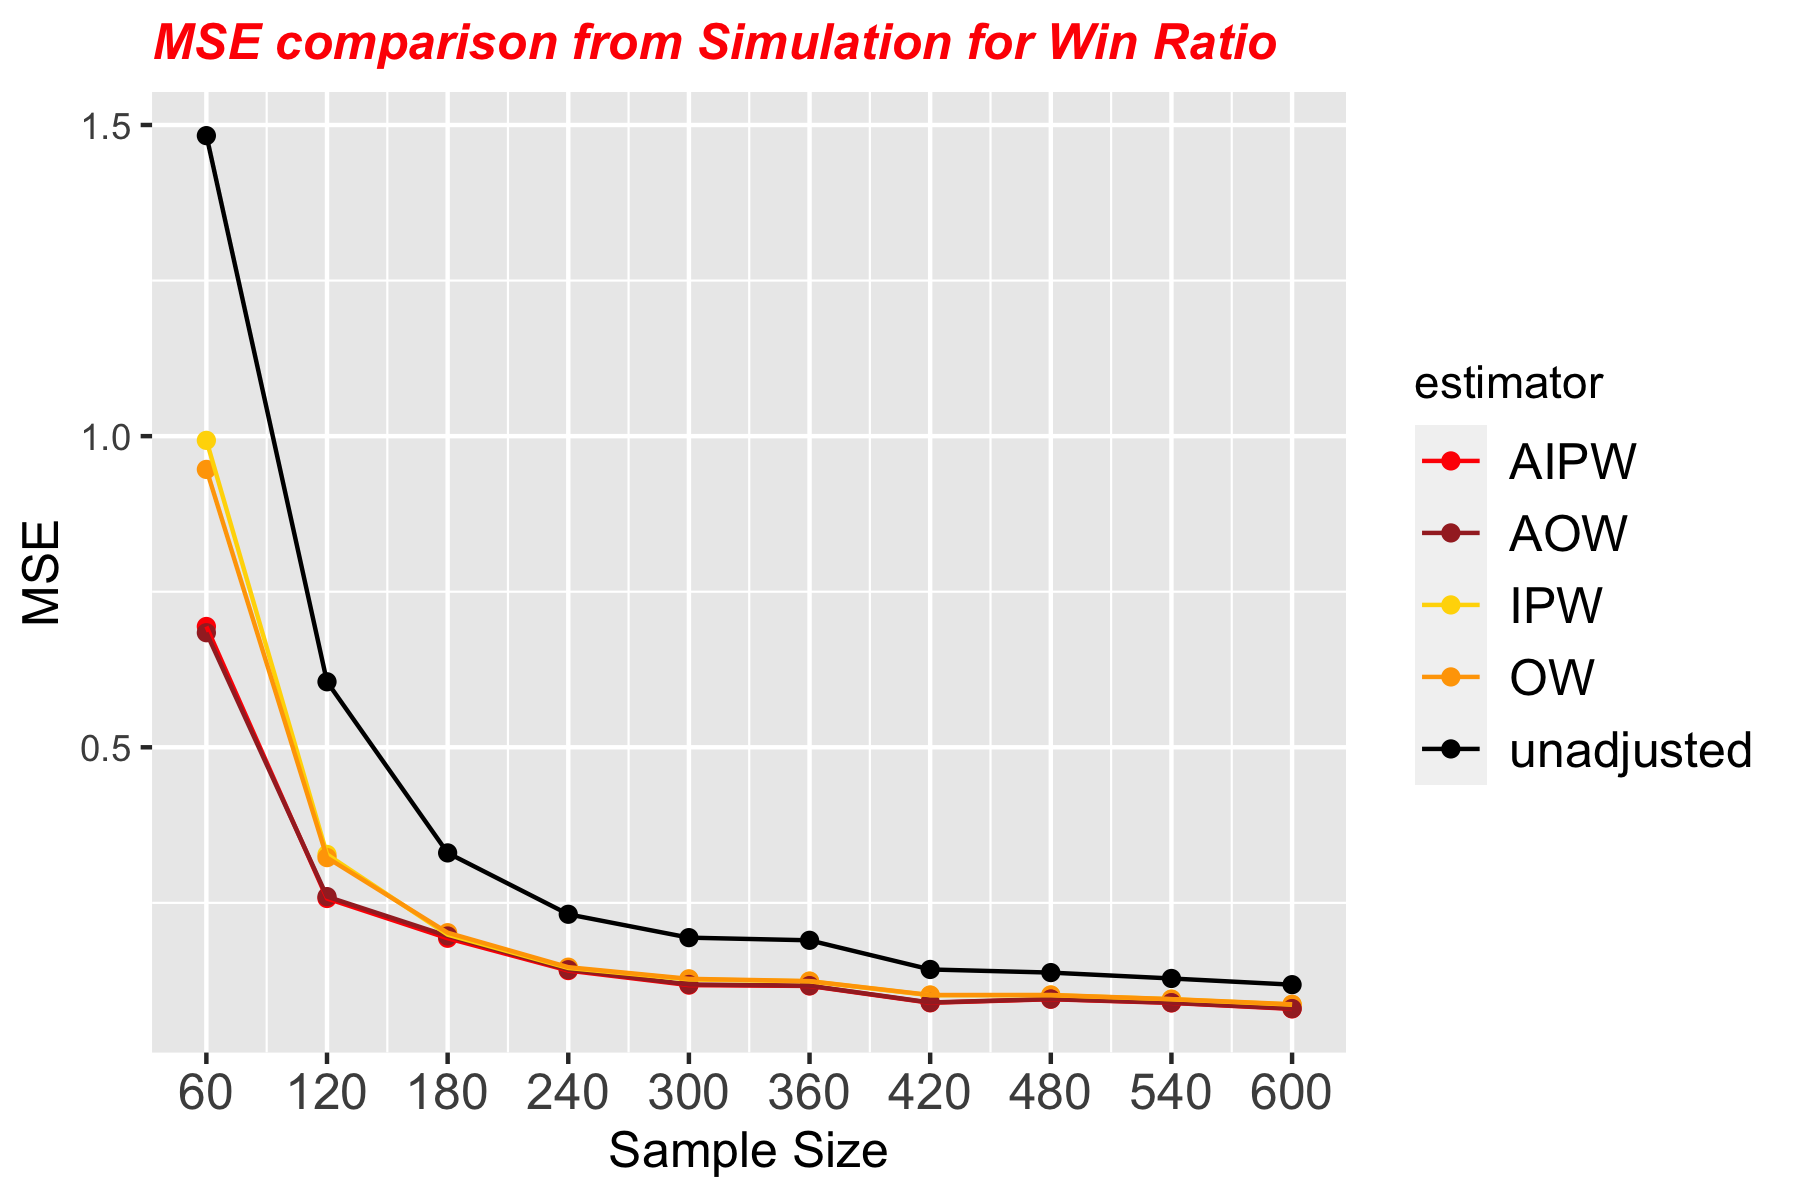 MSE comparison from Simulation for Win Ratio
1.5
1.0
0.5
MSE
60 120 180 240 300 360 420 480 540 600
Sample Size
estimator
AIPW
AOW
IPW
OW
unadjusted